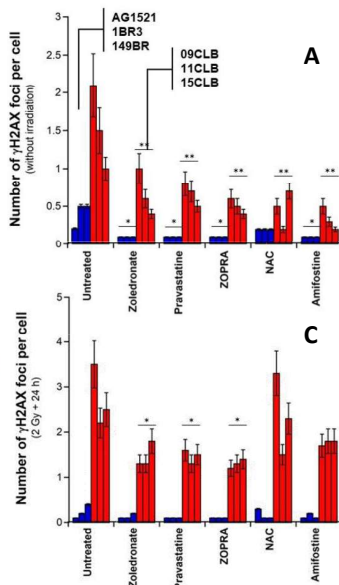 AG1521
1BR3
149BR
09CLB
11CLB
15CLB
A
Number of γH2AX foci per cell
(without irradiation)
3
2.5
2
1.5
1
0.5
0
**
**
**
**
**
*
*
*
*
Untreated
Zoledronate
Pravastatine
ZOPRA
NAC
Amifostine
C
Number of γH2AX foci per cell
(2 Gy + 24 h)
5
4
3
2
1
0
*
*
*
Untreated
Zoledronate
Pravastatine
ZOPRA
NAC
Amifostine